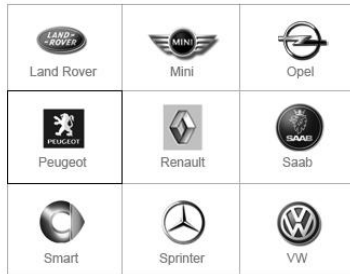 LAND-
-ROVER
Land Rover
MINI
Mini
Opel
PEUGEOT
Peugeot
Renault
SAAB
Saab
Smart
Sprinter
VW